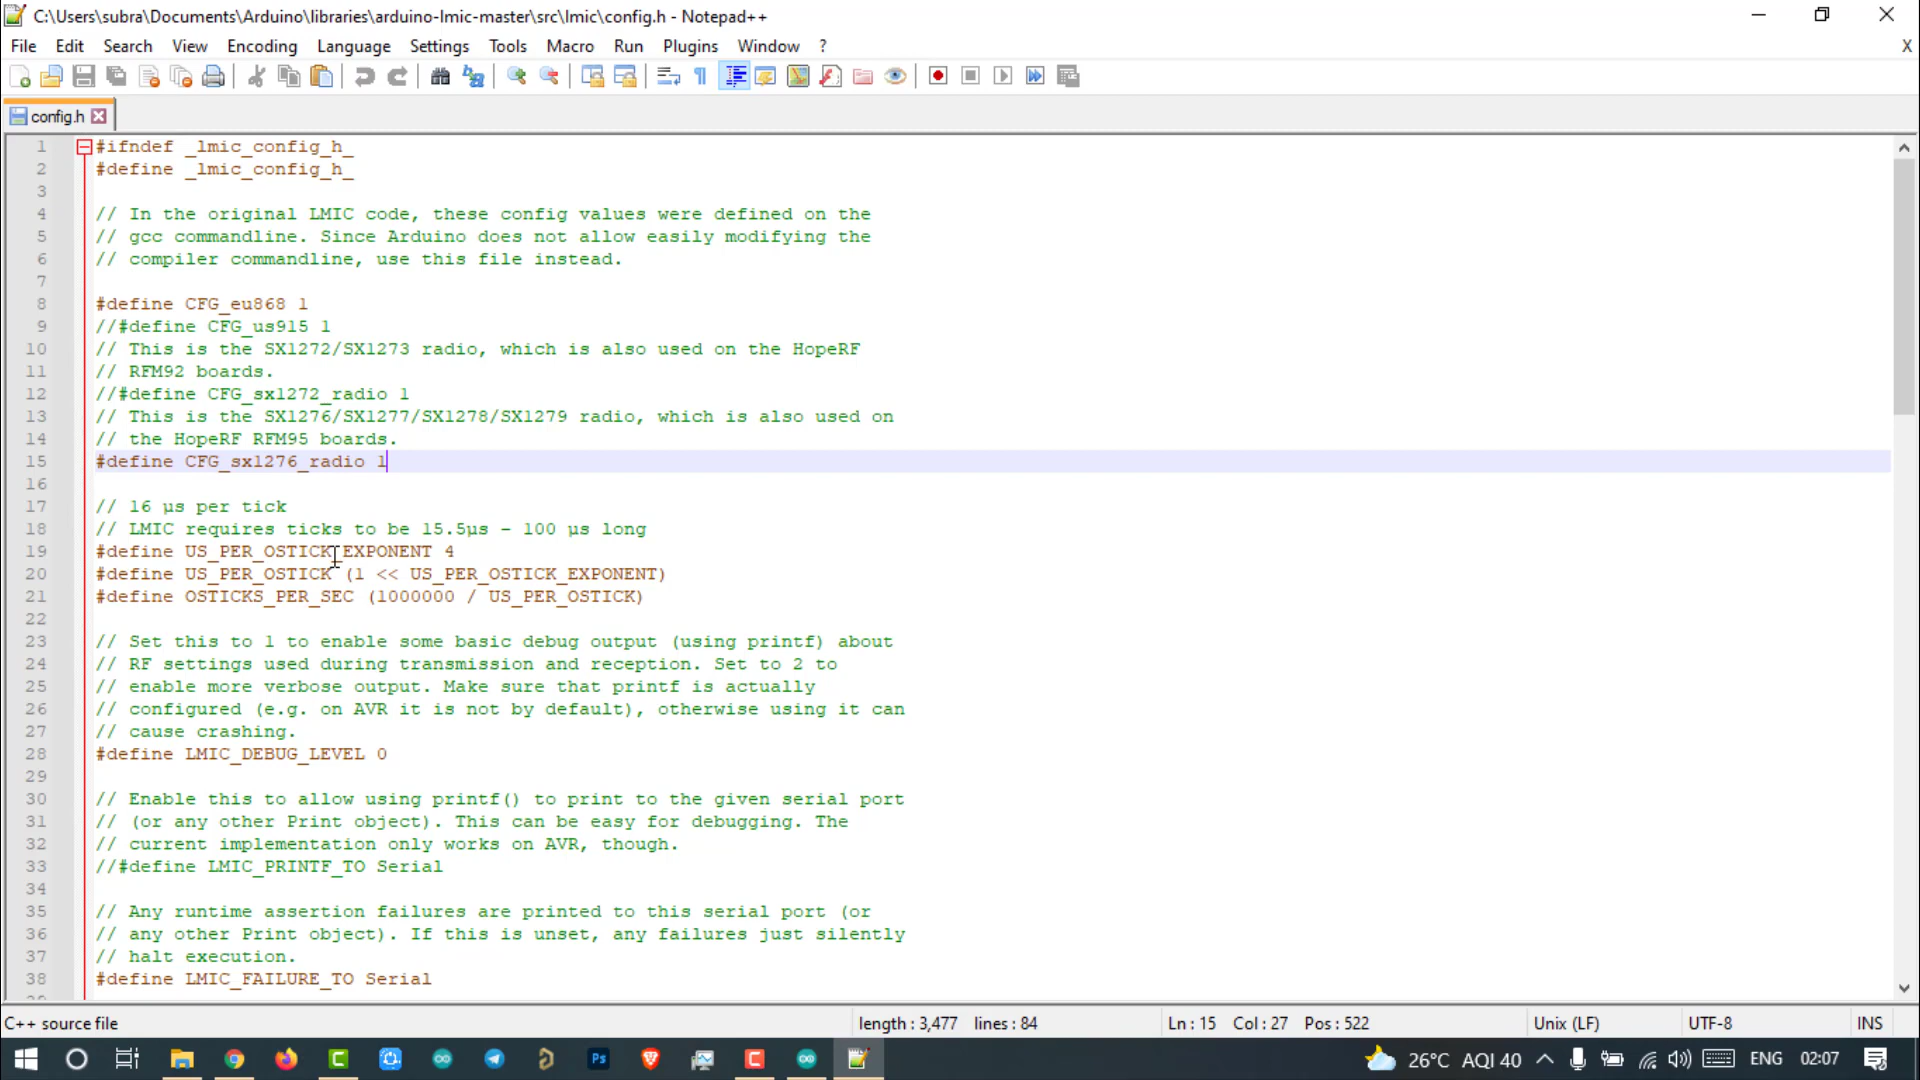 C:\Users\subra\Documents\Arduino\libraries\arduino-lmic-master\src\lmic\config.h - Notepad++
File Edit Search View Encoding Language Settings Tools Macro Run Plugins Window ? X
config.h
1 #ifndef _lmic_config_h_
2 #define _lmic_config_h_
3
4 // In the original LMIC code, these config values were defined on the
5 // gcc commandline. Since Arduino does not allow easily modifying the
6 // compiler commandline, use this file instead.
7
8 #define CFG_eu868 1
9 //#define CFG_us915 1
10 // This is the SX1272/SX1273 radio, which is also used on the HopeRF
11 // RFM92 boards.
12 //#define CFG_sx1272_radio 1
13 // This is the SX1276/SX1277/SX1278/SX1279 radio, which is also used on
14 // the HopeRF RFM95 boards.
15 #define CFG_sx1276_radio 1
16
17 // 16 μs per tick
18 // LMIC requires ticks to be 15.5μs - 100 μs long
19 #define US_PER_OSTICK_EXPONENT 4
20 #define US_PER_OSTICK (1 << US_PER_OSTICK_EXPONENT)
21 #define OSTICKS_PER_SEC (1000000 / US_PER_OSTICK)
22
23 // Set this to 1 to enable some basic debug output (using printf) about
24 // RF settings used during transmission and reception. Set to 2 to
25 // enable more verbose output. Make sure that printf is actually
26 // configured (e.g. on AVR it is not by default), otherwise using it can
27 // cause crashing.
28 #define LMIC_DEBUG_LEVEL 0
29
30 // Enable this to allow using printf() to print to the given serial port
31 // (or any other Print object). This can be easy for debugging. The
32 // current implementation only works on AVR, though.
33 //#define LMIC_PRINTF_TO Serial
34
35 // Any runtime assertion failures are printed to this serial port (or
36 // any other Print object). If this is unset, any failures just silently
37 // halt execution.
38 #define LMIC_FAILURE_TO Serial
C++ source file length : 3,477 lines : 84 Ln : 15 Col : 27 Pos : 522 Unix (LF) UTF-8 INS
26°C AQI 40 ENG 02:07